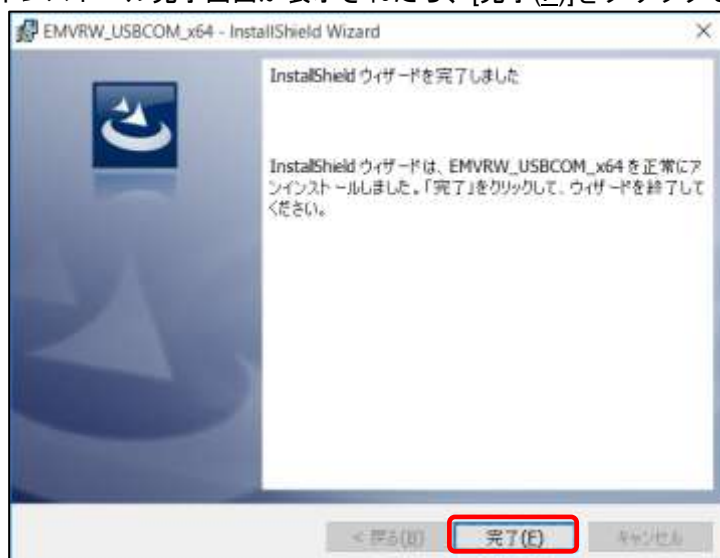 EMVRW_USBCOM_x64 - InstallShield Wizard
InstallShield ウィザードを完了しました
InstallShield ウィザードは、EMVRW_USBCOM_x64 を正常にア
ンインストールしました。「完了」をクリックして、ウィザードを終了して
ください。
< 戻る(B) 完了(F) キャンセル